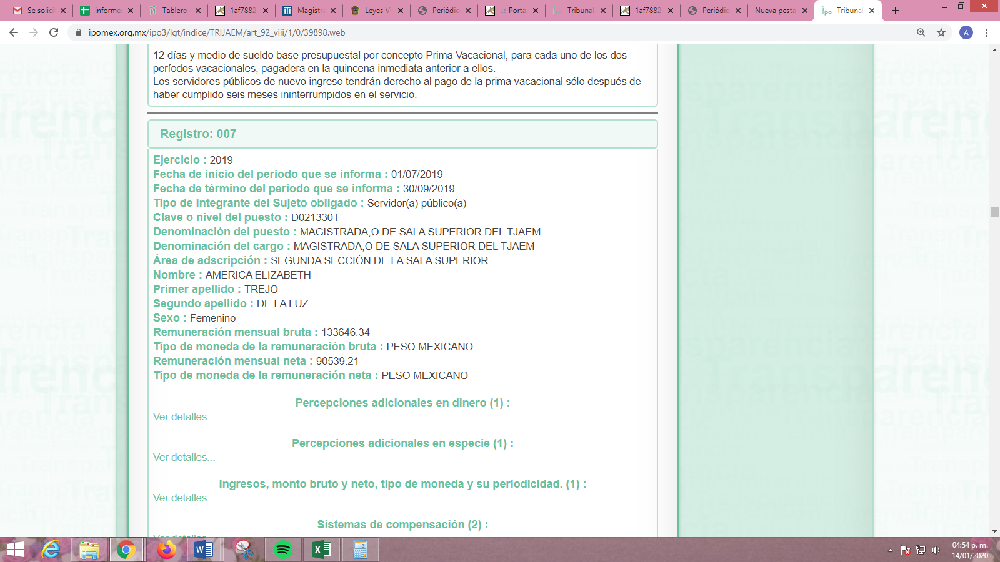 Se solici
informe
Tablero
1af7882
Magistr
Leyes Vi
Periódic
..:: Porta
Tribunal
1af7882
Periódic
Nueva pesta
Tribunal
ipomex.org.mx/ipo3/lgt/indice/TRIJAEM/art_92_viii/1/0/39898.web
A
12 días y medio de sueldo base presupuestal por concepto Prima Vacacional, para cada uno de los dos
períodos vacacionales, pagadera en la quincena inmediata anterior a ellos.
Los servidores públicos de nuevo ingreso tendrán derecho al pago de la prima vacacional sólo después de
haber cumplido seis meses ininterrumpidos en el servicio.
Registro: 007
Ejercicio : 2019
Fecha de inicio del periodo que se informa : 01/07/2019
Fecha de término del periodo que se informa : 30/09/2019
Tipo de integrante del Sujeto obligado : Servidor(a) público(a)
Clave o nivel del puesto : D021330T
Denominación del puesto : MAGISTRADA,O DE SALA SUPERIOR DEL TJAEM
Denominación del cargo : MAGISTRADA,O DE SALA SUPERIOR DEL TJAEM
Área de adscripción : SEGUNDA SECCIÓN DE LA SALA SUPERIOR
Nombre : AMERICA ELIZABETH
Primer apellido : TREJO
Segundo apellido : DE LA LUZ
Sexo : Femenino
Remuneración mensual bruta : 133646.34
Tipo de moneda de la remuneración bruta : PESO MEXICANO
Remuneración mensual neta : 90539.21
Tipo de moneda de la remuneración neta : PESO MEXICANO
Percepciones adicionales en dinero (1) :
Ver detalles...
Percepciones adicionales en especie (1) :
Ver detalles...
Ingresos, monto bruto y neto, tipo de moneda y su periodicidad. (1) :
Ver detalles...
Sistemas de compensación (2) :
04:54 p. m.
14/01/2020